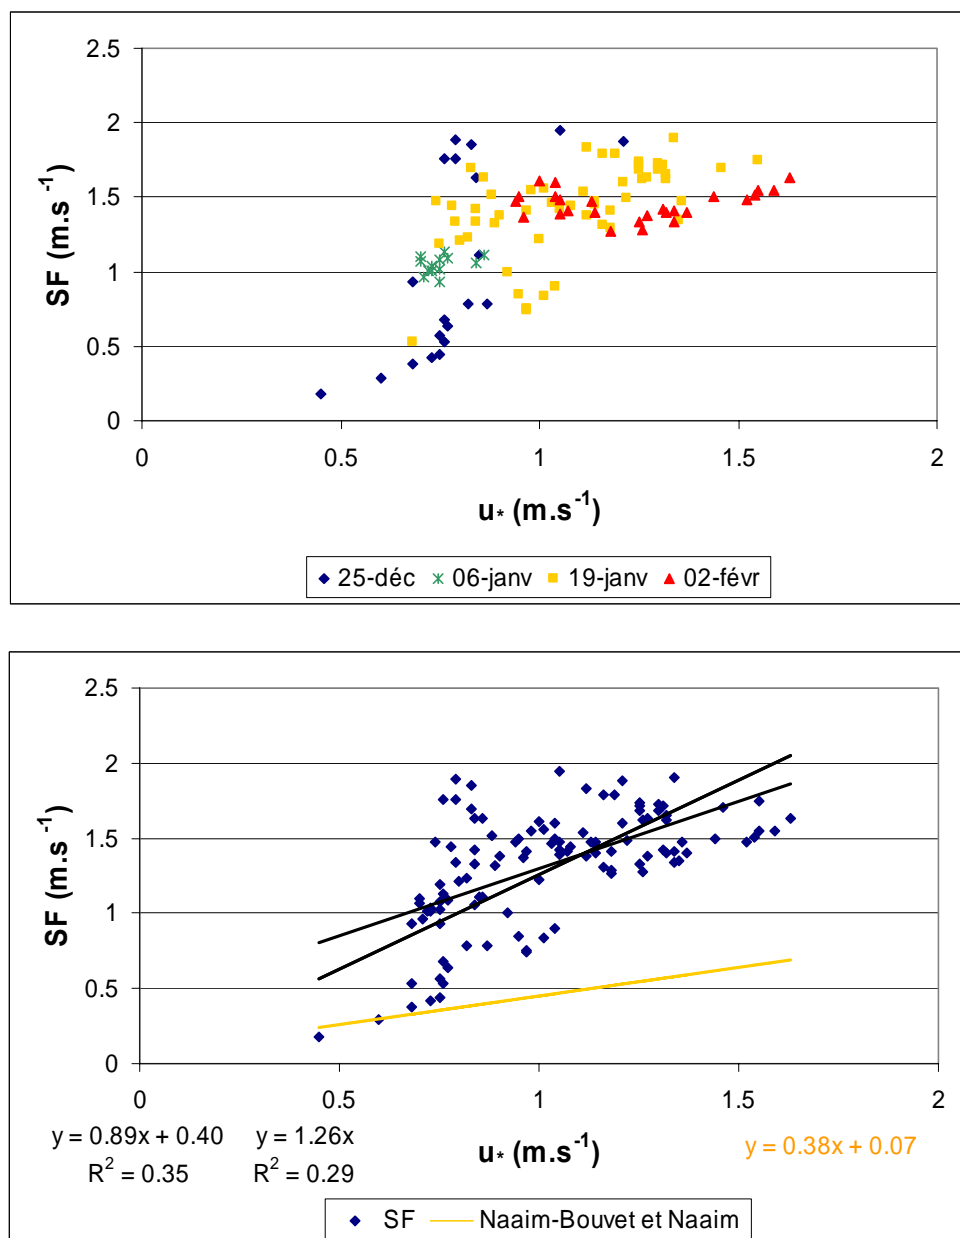 2.5
2
1.5
1
0.5
0
0
0.5
1
1.5
2
SF (m.s⁻¹)
u* (m.s⁻¹)
25-déc 06-janv 19-janv 02-févr
2.5
2
1.5
1
0.5
0
0
0.5
1
1.5
2
SF (m.s⁻¹)
u* (m.s⁻¹)
y = 0.89x + 0.40
R² = 0.35
y = 1.26x
R² = 0.29
y = 0.38x + 0.07
SF Naaim-Bouvet et Naaim